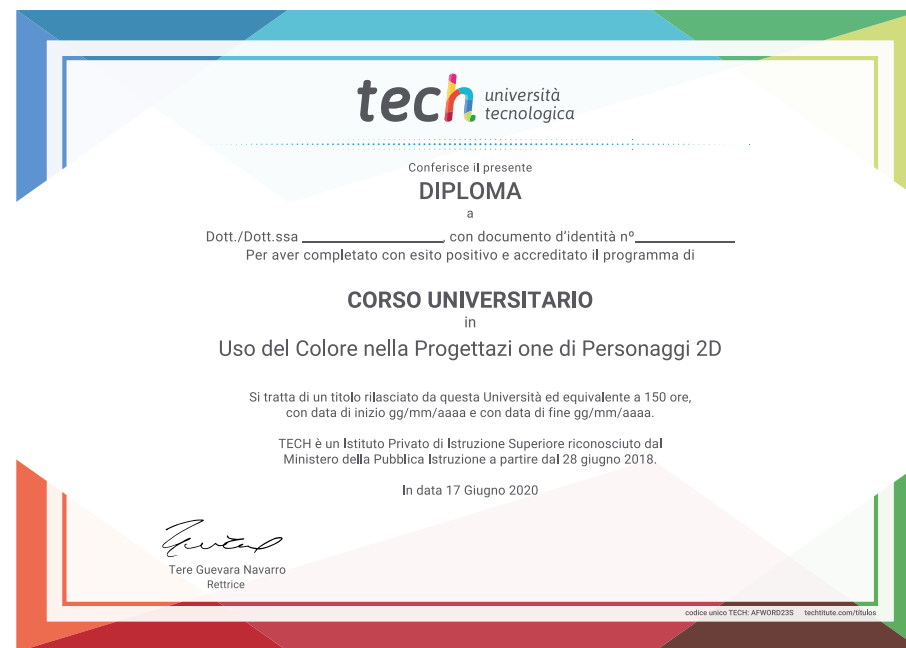 tech università
tecnologica
Conferisce il presente
DIPLOMA
a
Dott./Dott.ssa ____________________, con documento d'identità nº______________
Per aver completato con esito positivo e accreditato il programma di
CORSO UNIVERSITARIO
in
Uso del Colore nella Progettazi one di Personaggi 2D
Si tratta di un titolo rilasciato da questa Università ed equivalente a 150 ore,
con data di inizio gg/mm/aaaa e con data di fine gg/mm/aaaa.
TECH è un Istituto Privato di Istruzione Superiore riconosciuto dal
Ministero della Pubblica Istruzione a partire dal 28 giugno 2018.
In data 17 Giugno 2020
Tere Guevara Navarro
Rettrice
codice unico TECH: AFWORD23S techtitute.com/titulos